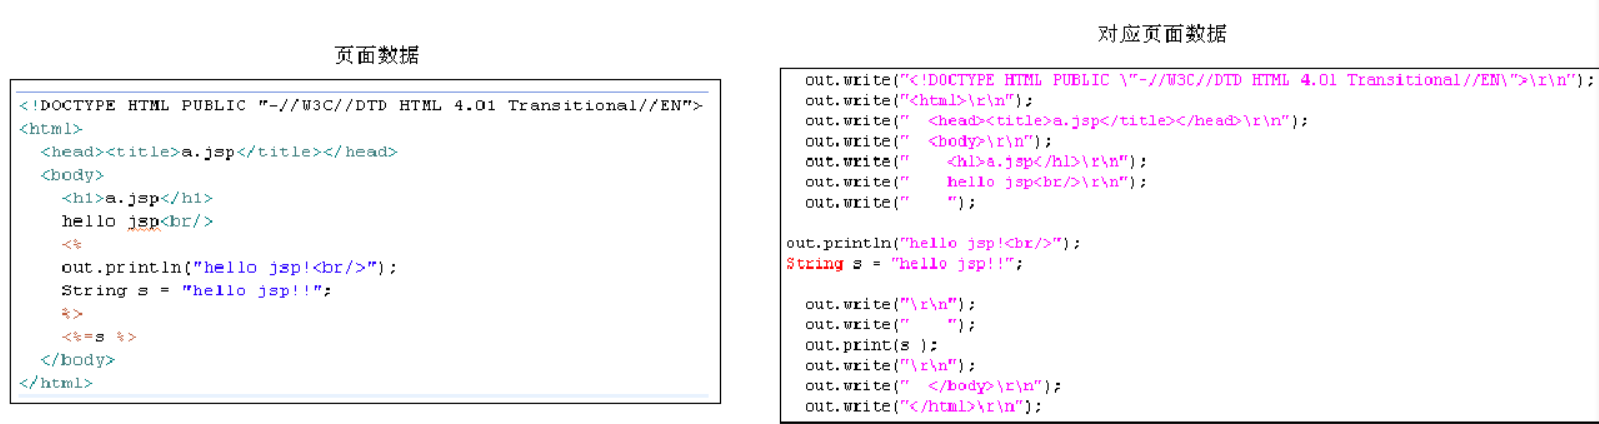 页面数据
<!DOCTYPE HTML PUBLIC "-//W3C//DTD HTML 4.01 Transitional//EN">
<html>
  <head><title>a.jsp</title></head>
  <body>
    <h1>a.jsp</h1>
    hello jsp<br/>
    <%
    out.println("hello jsp!<br/>");
    String s = "hello jsp!!";
    %>
    <%=s %>
  </body>
</html>
对应页面数据
  out.write("<!DOCTYPE HTML PUBLIC \"-//W3C//DTD HTML 4.01 Transitional//EN\">\r\n");
  out.write("<html>\r\n");
  out.write("  <head><title>a.jsp</title></head>\r\n");
  out.write("  <body>\r\n");
  out.write("    <h1>a.jsp</h1>\r\n");
  out.write("    hello jsp<br/>\r\n");
  out.write("    ");
out.println("hello jsp!<br/>");
String s = "hello jsp!!";
  out.write("\r\n");
  out.write("    ");
  out.print(s );
  out.write("\r\n");
  out.write("  </body>\r\n");
  out.write("</html>\r\n");